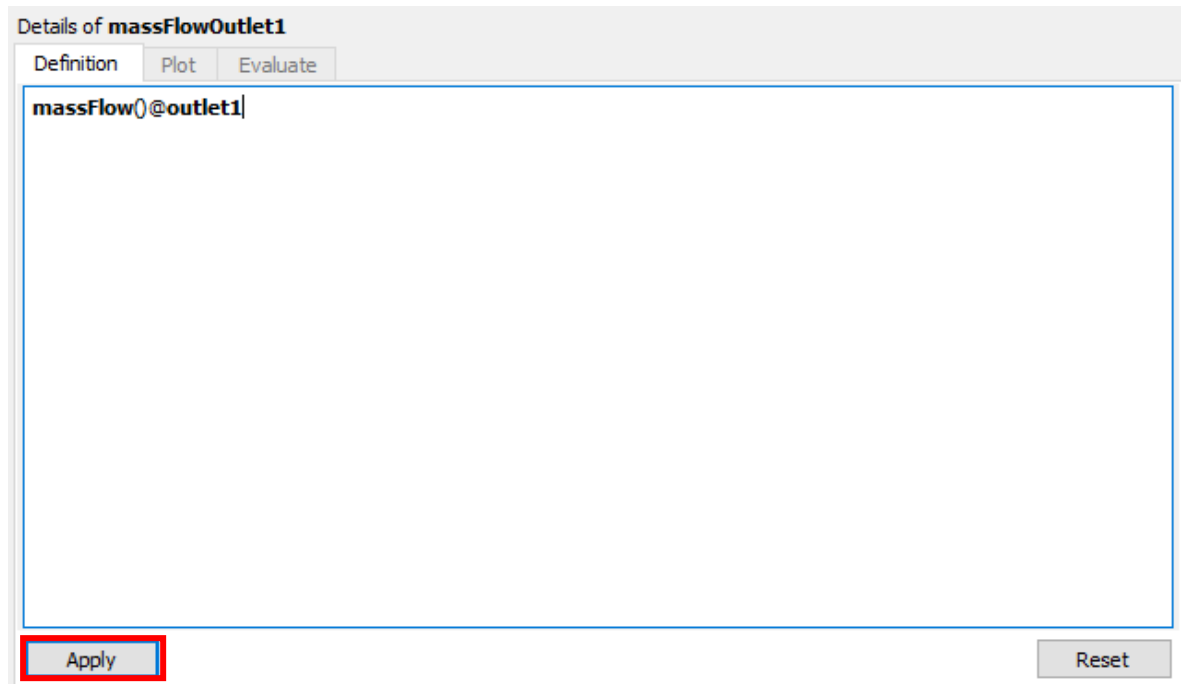 Details of massFlowOutlet1
Definition Plot Evaluate
massFlow()@outlet1
Apply Reset